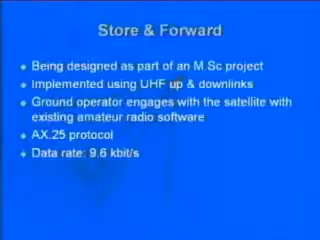 Store & Forward
Being designed as part of an M.Sc project
Implemented using UHF up & downlinks
Ground operator engages with the satellite with
existing amateur radio software
AX.25 protocol
Data rate: 9.6 kbit/s